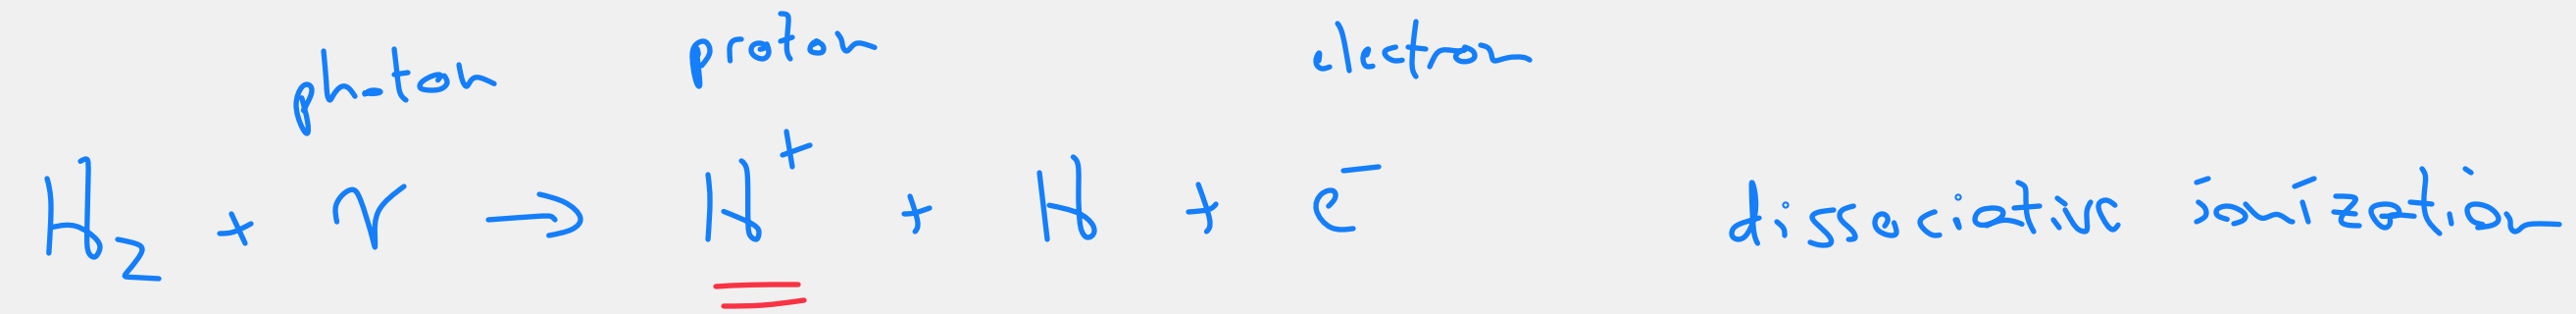 photon proton electron
H₂ + γ → H⁺ + H + e⁻ dissociative ionization